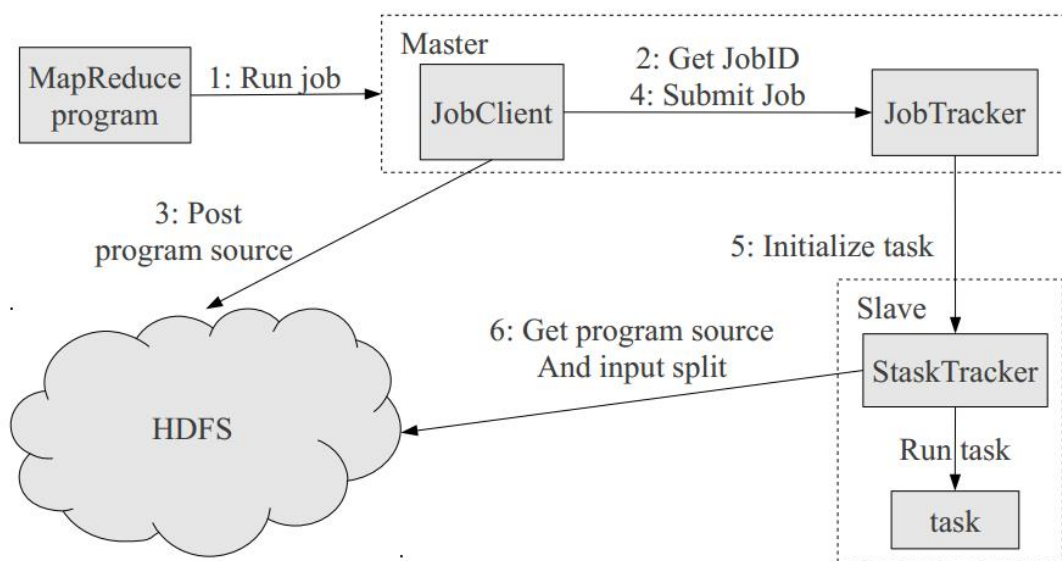 Master
MapReduce
program
1: Run job
JobClient
2: Get JobID
4: Submit Job
JobTracker
3: Post
program source
5: Initialize task
Slave
6: Get program source
And input split
StaskTracker
HDFS
Run task
task